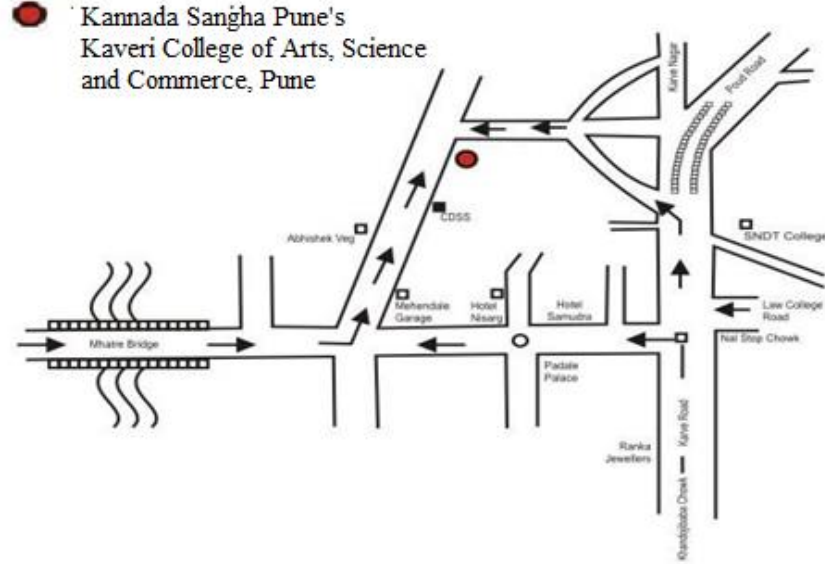 Kannada Sangha Pune's
Kaveri College of Arts, Science
and Commerce, Pune
Karve Nagar
Poud Road
CDSS
Abhishek Veg
SNDT College
Mehendale
Garage
Hotel
Nisarg
Hotel
Samudra
Law College
Road
Mhatre Bridge
Nal Stop Chowk
Padale
Palace
Karve Road
Ranka
Jewellers
Khandojibaba Chowk